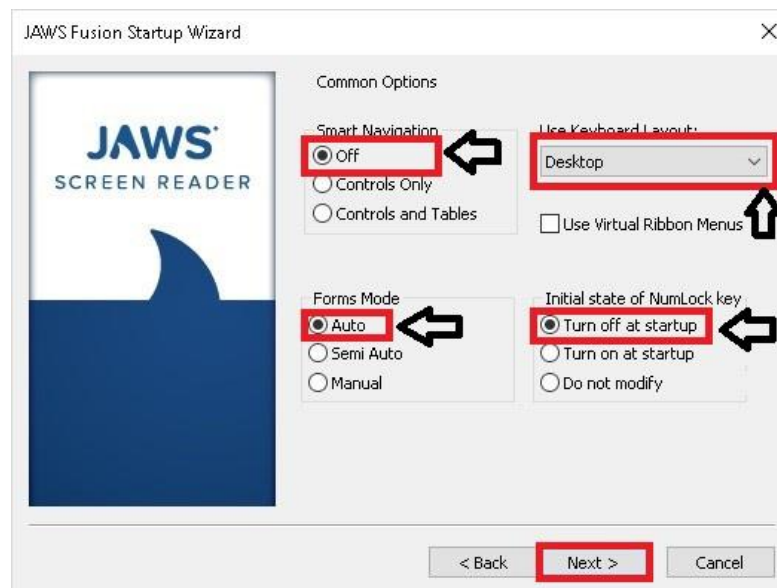 JAWS Fusion Startup Wizard
JAWS
SCREEN READER
Common Options
Smart Navigation
Off
Controls Only
Controls and Tables
Use Keyboard Layout:
Desktop
Use Virtual Ribbon Menus
Forms Mode
Auto
Semi Auto
Manual
Initial state of NumLock key
Turn off at startup
Turn on at startup
Do not modify
< Back
Next >
Cancel